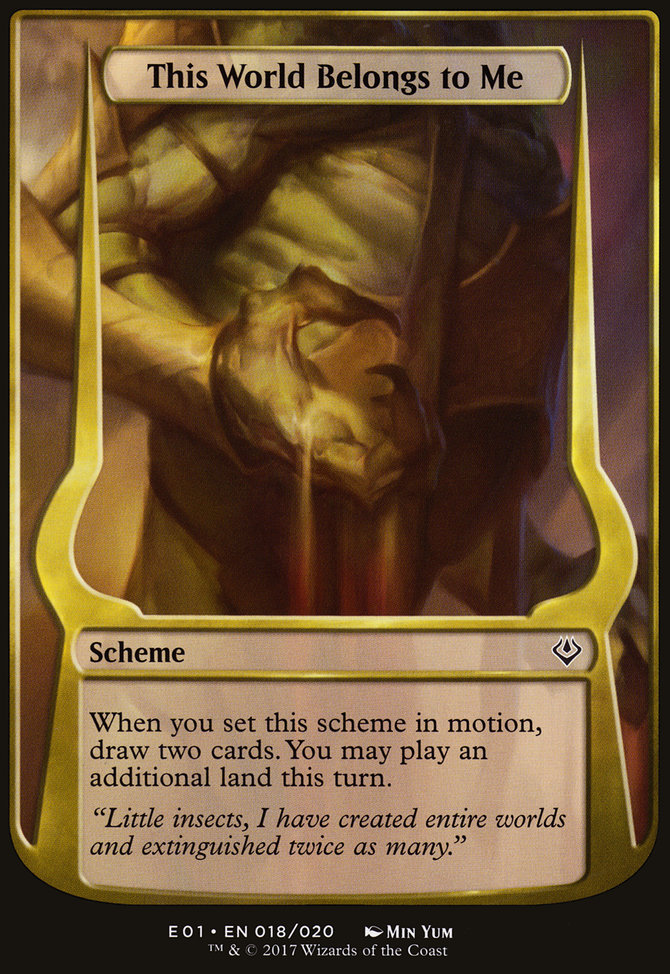 This World Belongs to Me
Scheme
When you set this scheme in motion,
draw two cards. You may play an
additional land this turn.
“Little insects, I have created entire worlds
and extinguished twice as many.”
E01 • EN 018/020 Min Yum
™ & © 2017 Wizards of the Coast